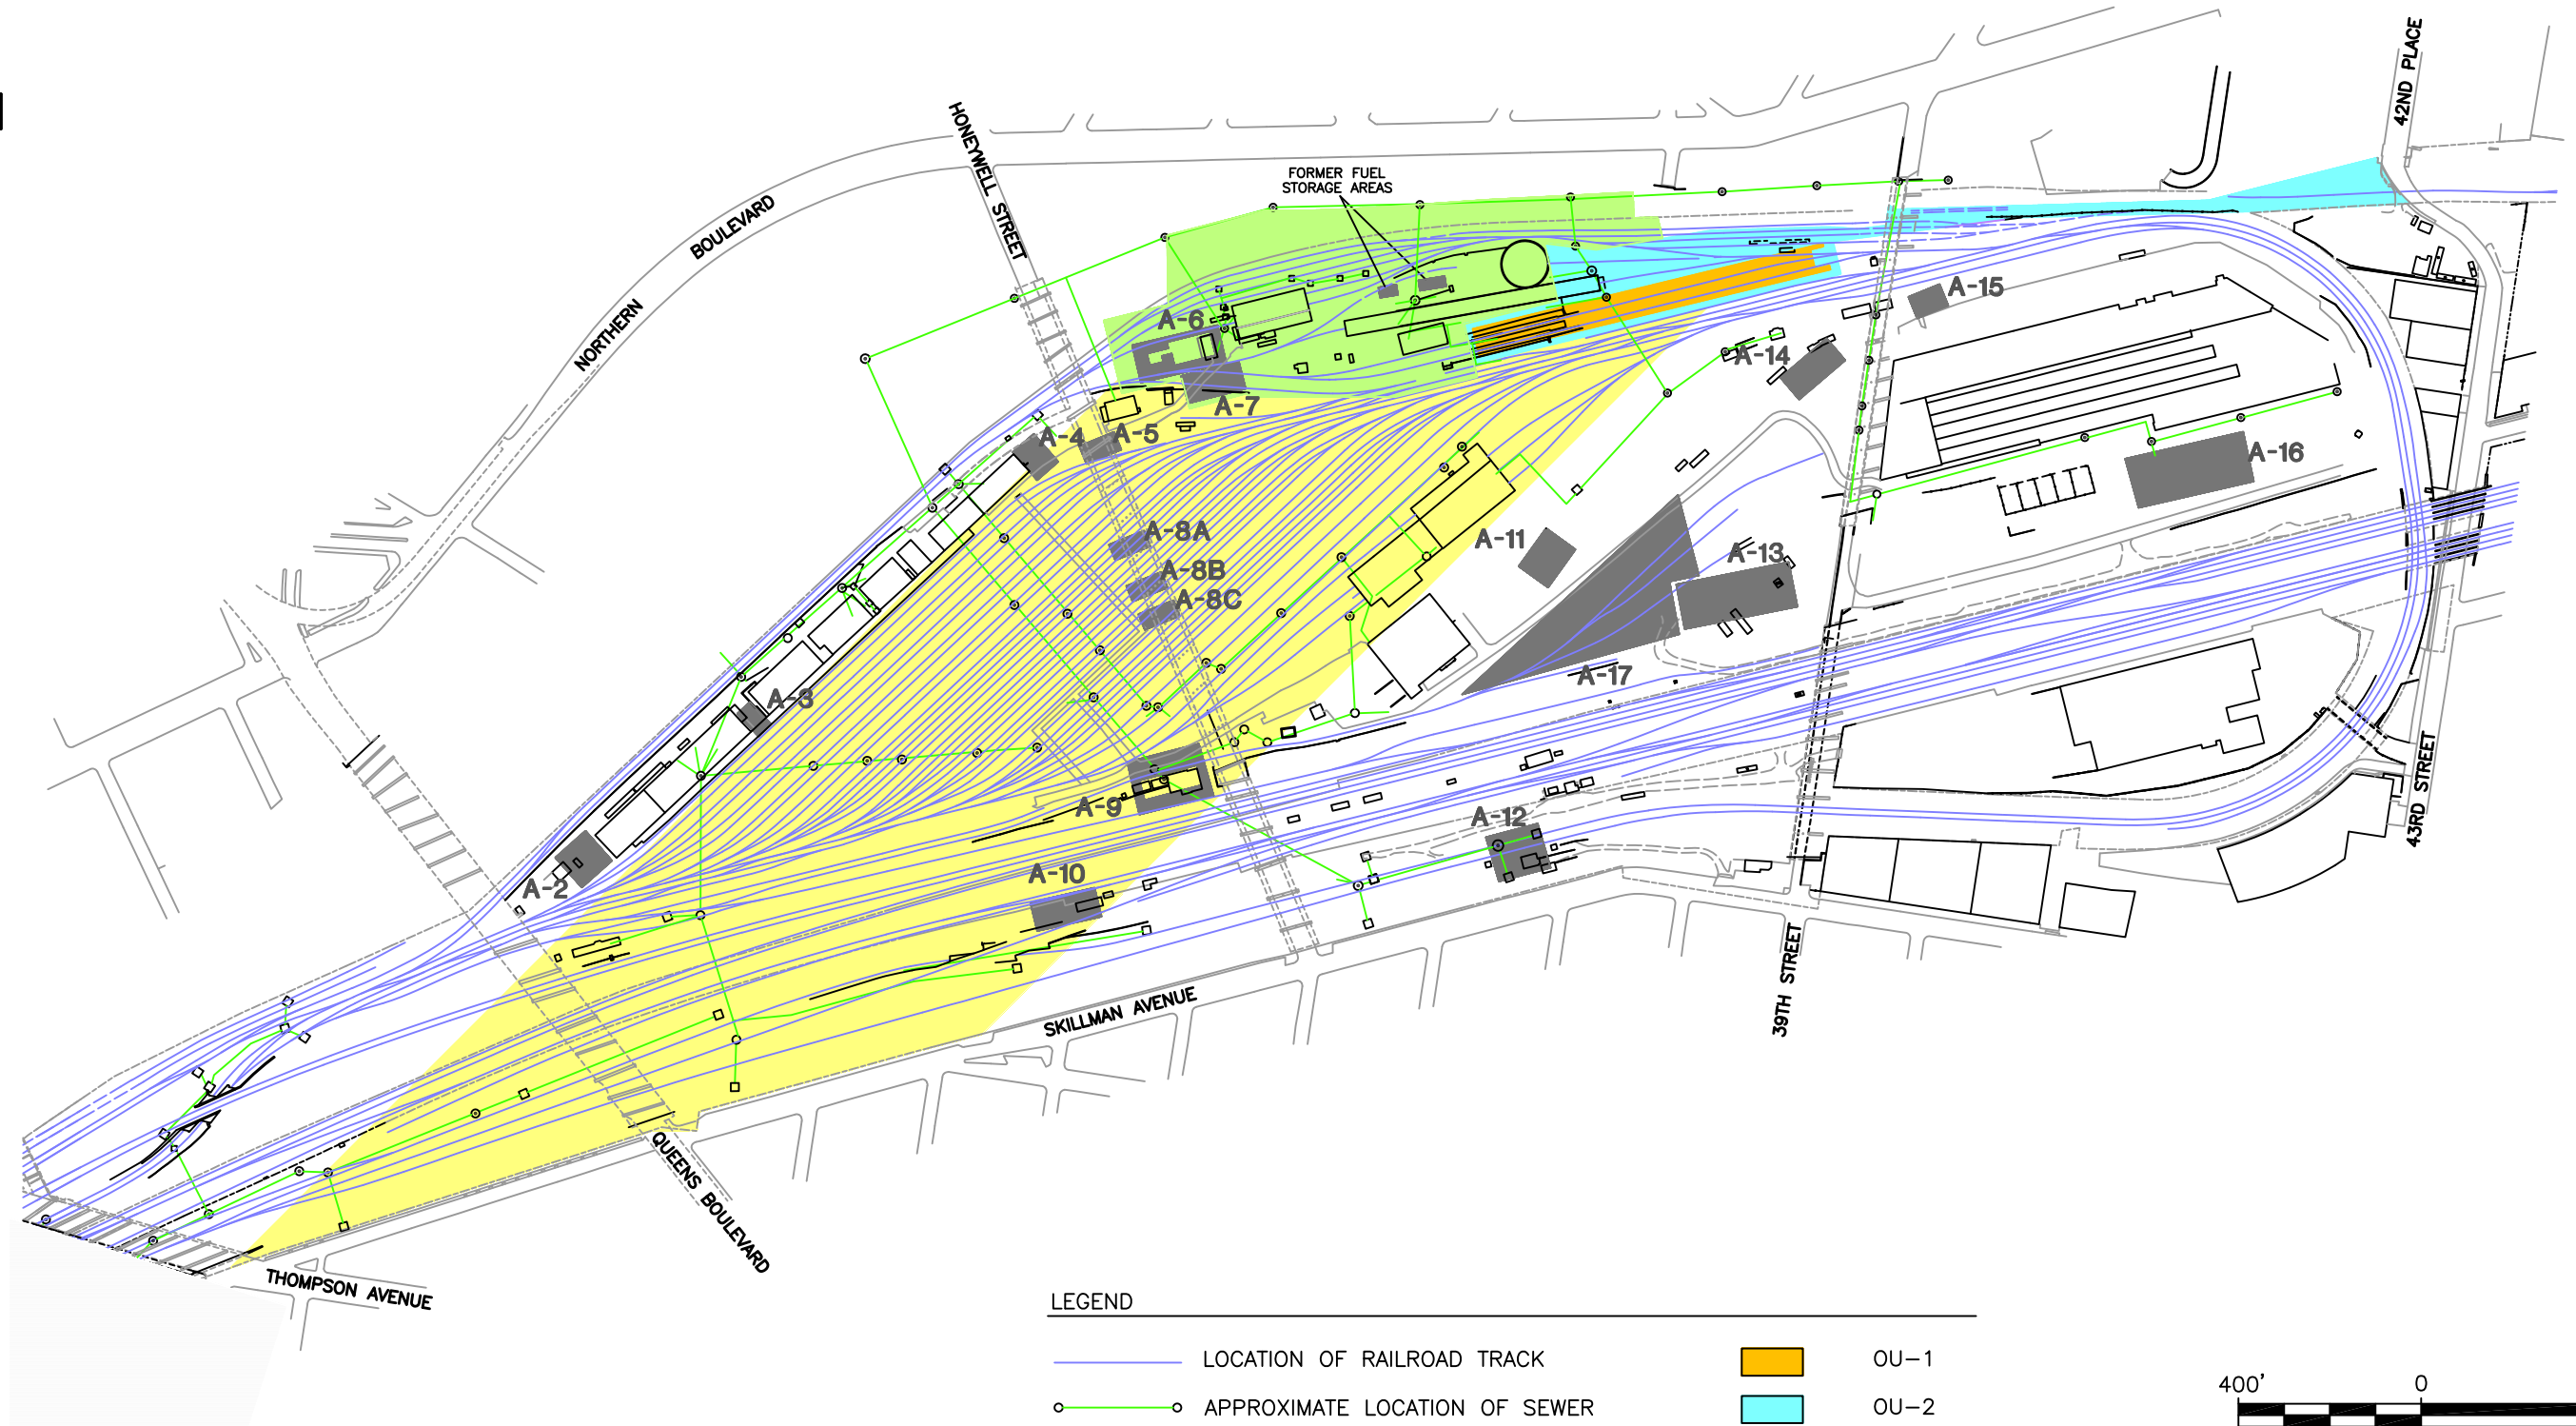 42ND PLACE
HONEYWELL STREET
FORMER FUEL
STORAGE AREAS
NORTHERN BOULEVARD
A-15
A-6
A-14
A-7
A-4
A-5
A-16
A-8A
A-11
A-13
A-8B
A-8C
A-17
A-3
43RD STREET
A-9
A-12
A-10
A-2
39TH STREET
SKILLMAN AVENUE
QUEENS BOULEVARD
THOMPSON AVENUE
LEGEND
LOCATION OF RAILROAD TRACK
OU-1
APPROXIMATE LOCATION OF SEWER
OU-2
400' 0